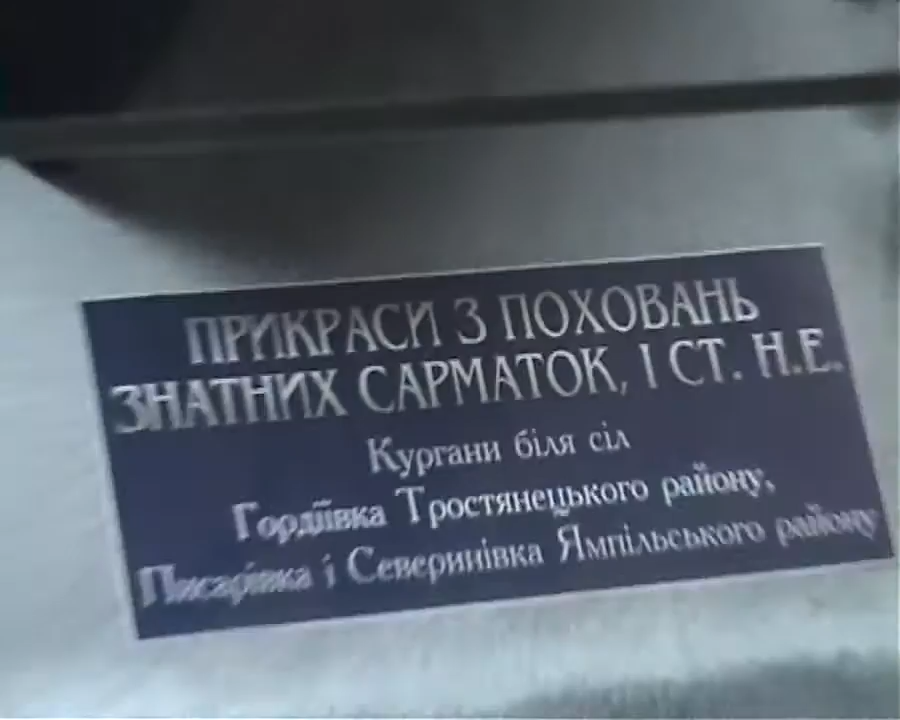 ПРИКРАСИ З ПОХОВАНЬ
ЗНАТНИХ САРМАТОК, І СТ. Н.Е.
Кургани біля сіл
Гордіївка Тростянецького району,
Писарівка і Северинівка Ямпільського району